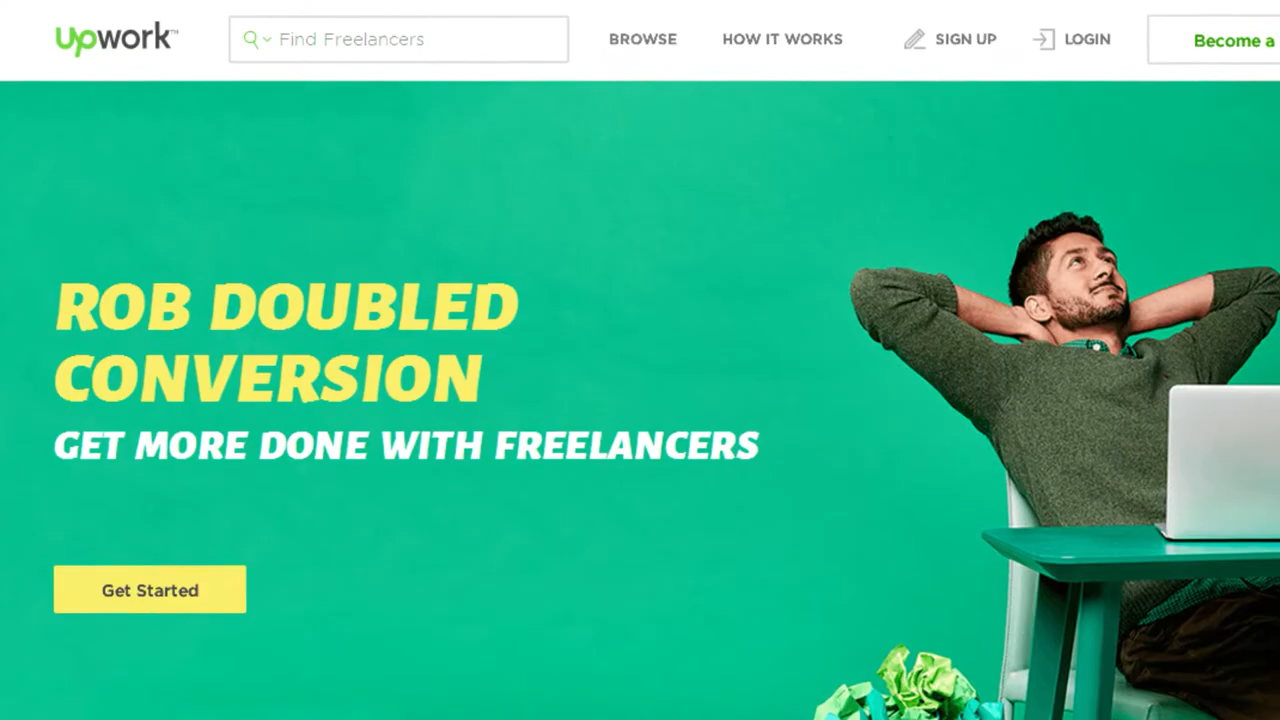 Upwork™
Find Freelancers
BROWSE
HOW IT WORKS
SIGN UP
LOGIN
Become a
ROB DOUBLED
CONVERSION
GET MORE DONE WITH FREELANCERS
Get Started